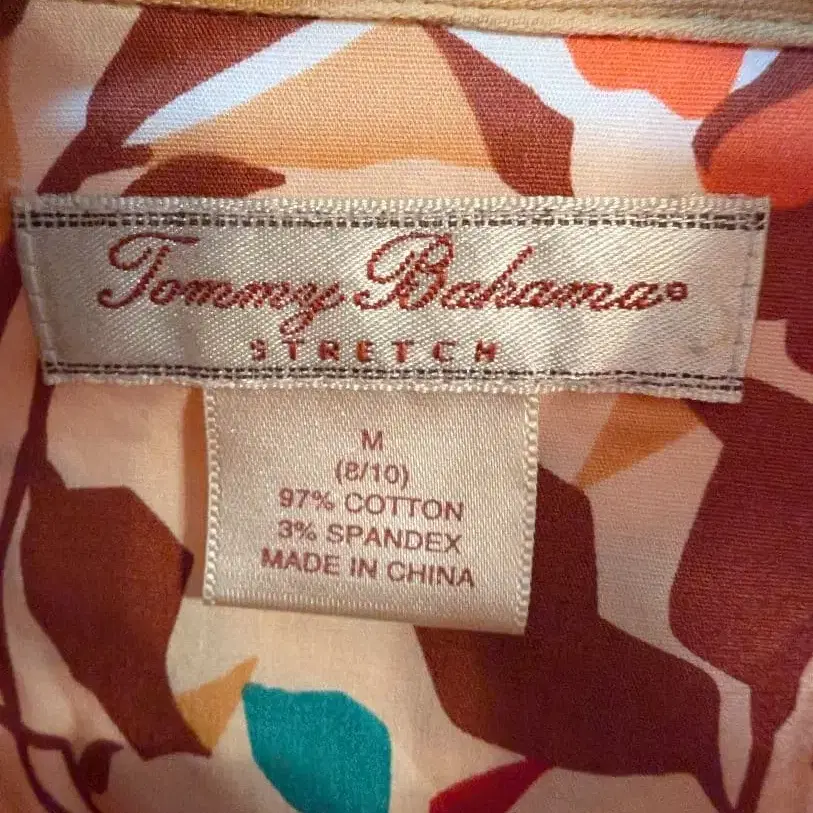 Tommy Bahama®
STRETCH
M
(8/10)
97% COTTON
3% SPANDEX
MADE IN CHINA